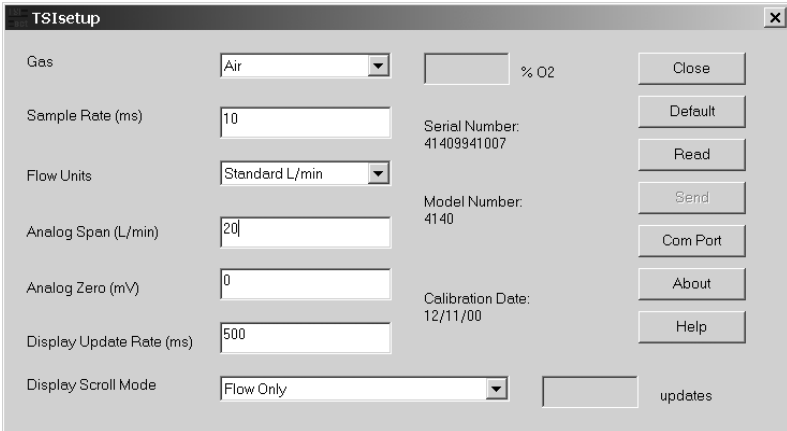 TSIsetup
Gas
Air
% O2
Close
Sample Rate (ms)
10
Serial Number:
41409941007
Default
Read
Flow Units
Standard L/min
Model Number:
4140
Send
Analog Span (L/min)
20
Com Port
Analog Zero (mV)
0
Calibration Date:
12/11/00
About
Display Update Rate (ms)
500
Help
Display Scroll Mode
Flow Only
updates